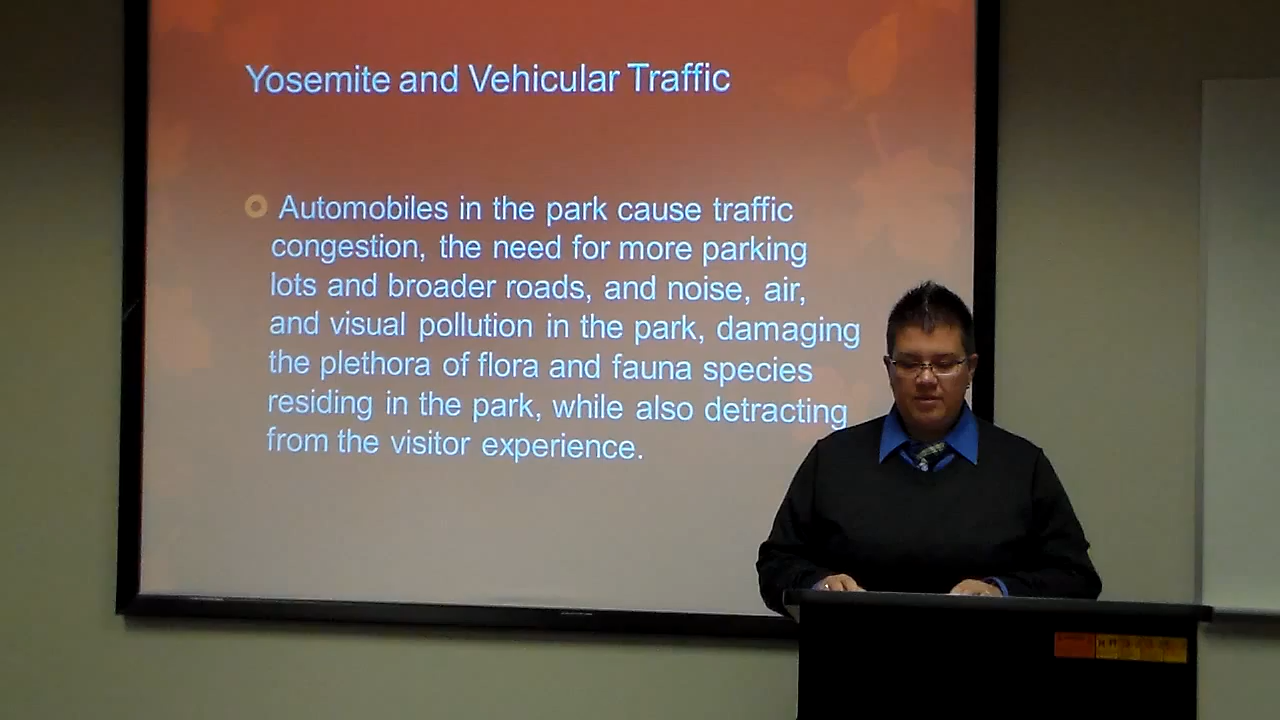 Yosemite and Vehicular Traffic
Automobiles in the park cause traffic
congestion, the need for more parking
lots and broader roads, and noise, air,
and visual pollution in the park, damaging
the plethora of flora and fauna species
residing in the park, while also detracting
from the visitor experience.